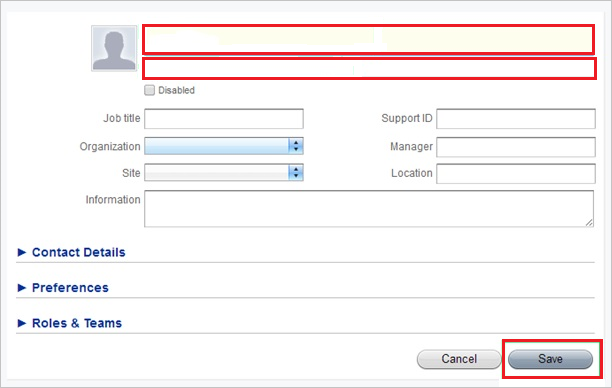 Disabled
Job title
Support ID
Organization
Manager
Site
Location
Information
Contact Details
Preferences
Roles & Teams
Cancel
Save